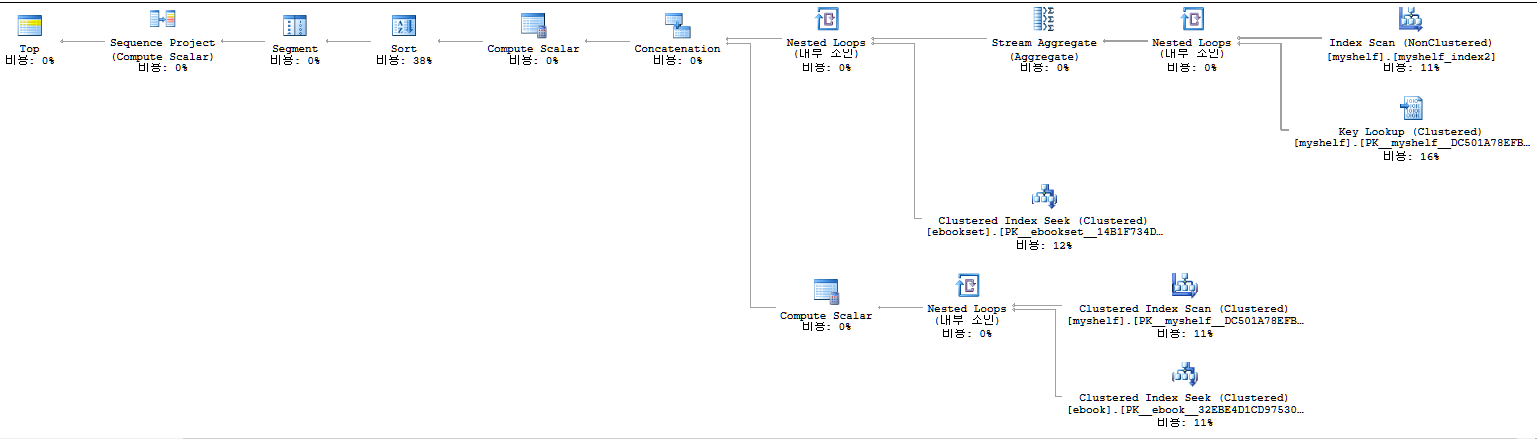 Top
비용: 0%
Sequence Project
(Compute Scalar)
비용: 0%
Segment
비용: 0%
Sort
비용: 38%
Compute Scalar
비용: 0%
Concatenation
비용: 0%
Nested Loops
(내부 조인)
비용: 0%
Stream Aggregate
(Aggregate)
비용: 0%
Nested Loops
(내부 조인)
비용: 0%
Index Scan (NonClustered)
[myshelf].[myshelf_index2]
비용: 11%
Key Lookup (Clustered)
[myshelf].[PK__myshelf__DC501A78EFB…
비용: 16%
Clustered Index Seek (Clustered)
[ebookset].[PK__ebookset__14B1F734D…
비용: 12%
Compute Scalar
비용: 0%
Nested Loops
(내부 조인)
비용: 0%
Clustered Index Scan (Clustered)
[myshelf].[PK__myshelf__DC501A78EFB…
비용: 11%
Clustered Index Seek (Clustered)
[ebook].[PK__ebook__32EBE4D1CD97530…
비용: 11%